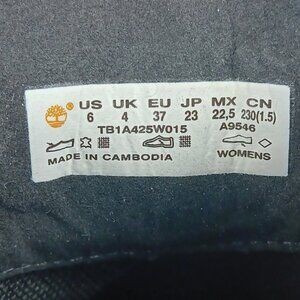 US UK EU JP MX CN
6 4 37 23 22,5 230(1.5)
TB1A425W015 A9546
MADE IN CAMBODIA WOMENS